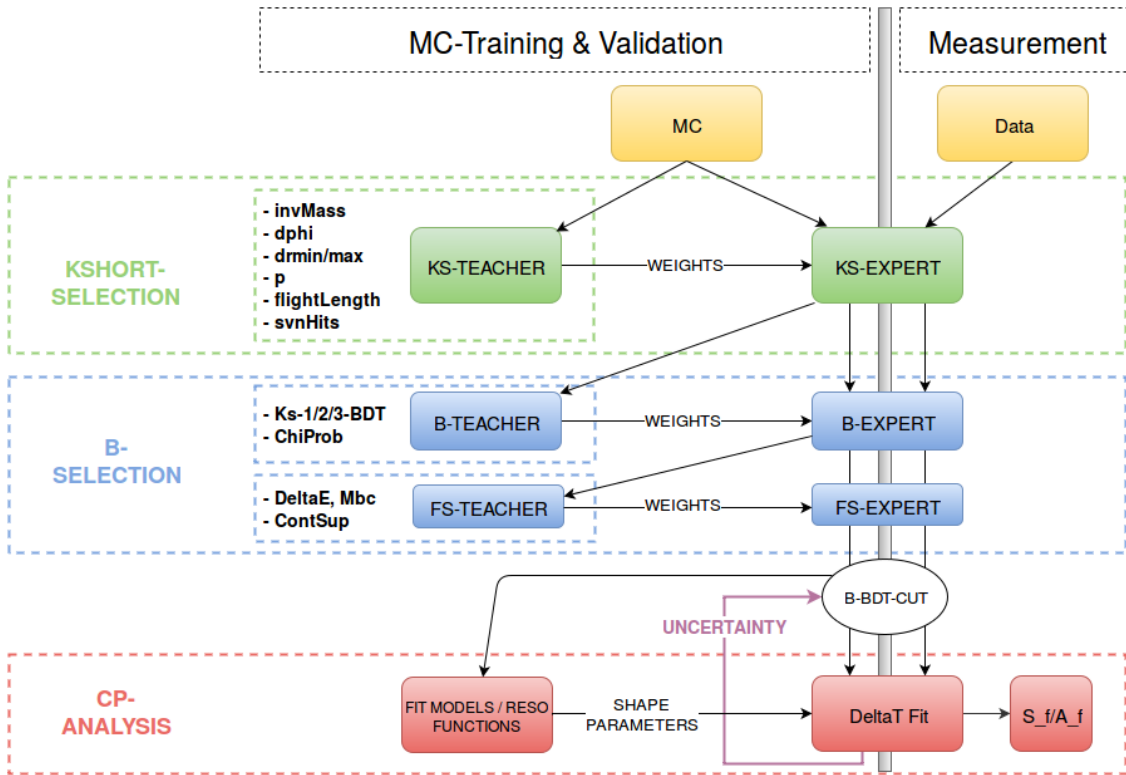 MC-Training & Validation
Measurement
MC
Data
KSHORT-
SELECTION
- invMass
- dphi
- drmin/max
- p
- flightLength
- svnHits
KS-TEACHER
WEIGHTS
KS-EXPERT
B-
SELECTION
- Ks-1/2/3-BDT
- ChiProb
B-TEACHER
WEIGHTS
B-EXPERT
- DeltaE, Mbc
- ContSup
FS-TEACHER
WEIGHTS
FS-EXPERT
B-BDT-CUT
UNCERTAINTY
CP-
ANALYSIS
FIT MODELS / RESO
FUNCTIONS
SHAPE
PARAMETERS
DeltaT Fit
S_f/A_f